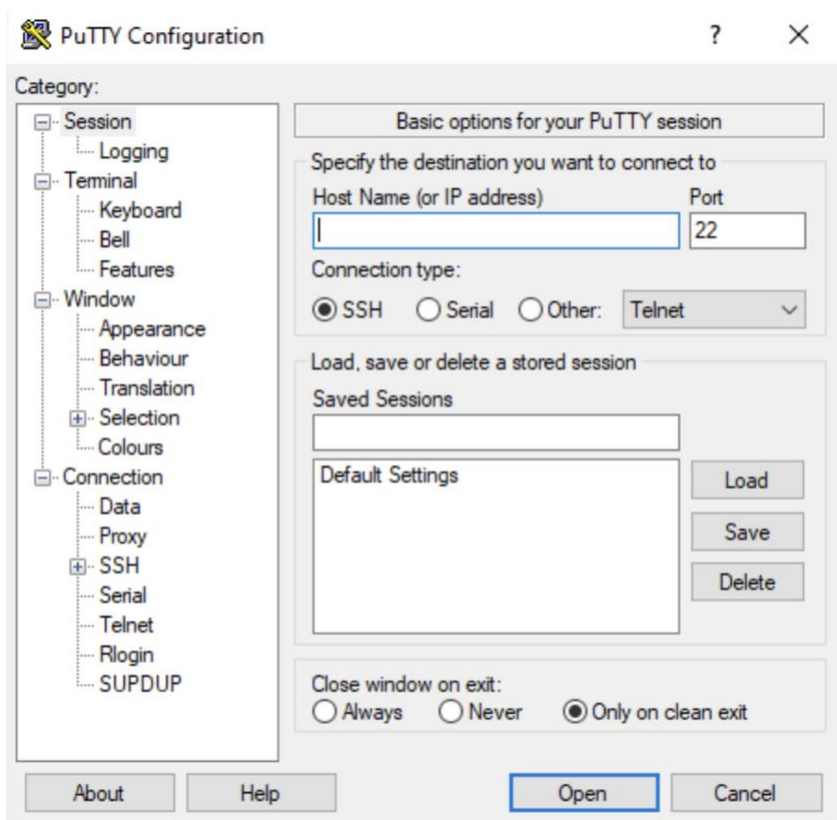 PuTTY Configuration
?
Category:
Session
Logging
Terminal
Keyboard
Bell
Features
Window
Appearance
Behaviour
Translation
Selection
Colours
Connection
Data
Proxy
SSH
Serial
Telnet
Rlogin
SUPDUP
Basic options for your PuTTY session
Specify the destination you want to connect to
Host Name (or IP address) Port
22
Connection type:
SSH Serial Other: Telnet
Load, save or delete a stored session
Saved Sessions
Default Settings
Load
Save
Delete
Close window on exit:
Always Never Only on clean exit
About Help Open Cancel